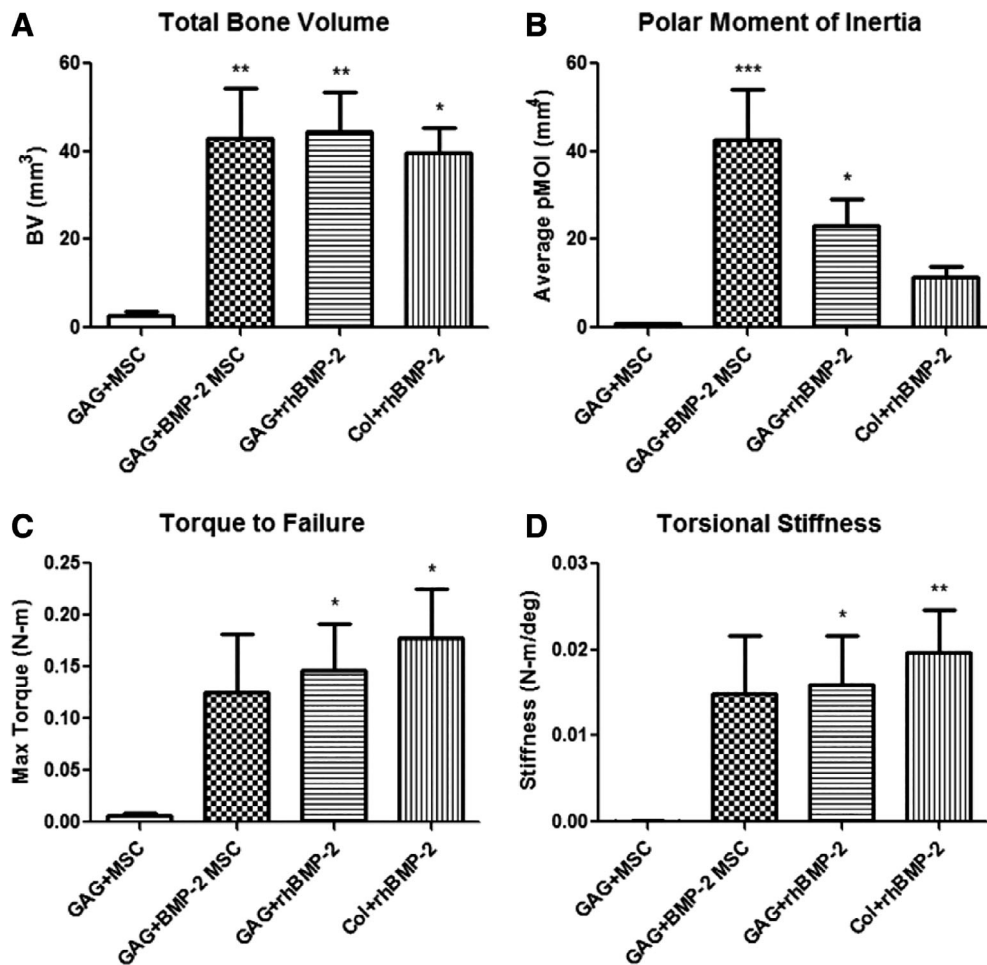 A
Total Bone Volume
BV (mm³)
60
40
20
0
**
**
*
GAG+MSC
GAG+BMP-2 MSC
GAG+rhBMP-2
Col+rhBMP-2
B
Polar Moment of Inertia
Average pMOI (mm⁴)
60
40
20
0
***
*
GAG+MSC
GAG+BMP-2 MSC
GAG+rhBMP-2
Col+rhBMP-2
C
Torque to Failure
Max Torque (N-m)
0.25
0.20
0.15
0.10
0.05
0.00
*
*
GAG+MSC
GAG+BMP-2 MSC
GAG+rhBMP-2
Col+rhBMP-2
D
Torsional Stiffness
Stiffness (N-m/deg)
0.03
0.02
0.01
0.00
*
**
GAG+MSC
GAG+BMP-2 MSC
GAG+rhBMP-2
Col+rhBMP-2